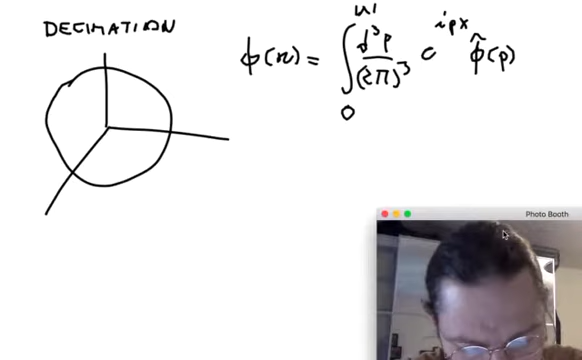 DECIMATION
ϕ(x) = ∫₀^Λ d³p/(2π)³ e^{ipx} ϕ̃(p)
Photo Booth